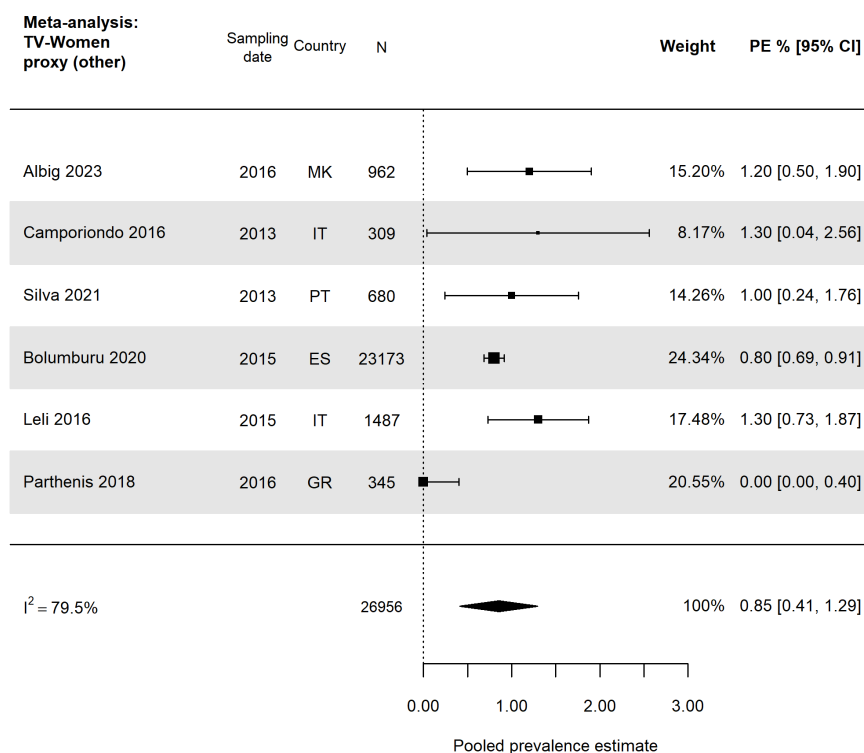 Meta-analysis:
TV-Women
proxy (other)
Sampling
date
Country
N
Weight
PE % [95% CI]
Albig 2023 2016 MK 962 15.20% 1.20 [0.50, 1.90]
Camporiondo 2016 2013 IT 309 8.17% 1.30 [0.04, 2.56]
Silva 2021 2013 PT 680 14.26% 1.00 [0.24, 1.76]
Bolumburu 2020 2015 ES 23173 24.34% 0.80 [0.69, 0.91]
Leli 2016 2015 IT 1487 17.48% 1.30 [0.73, 1.87]
Parthenis 2018 2016 GR 345 20.55% 0.00 [0.00, 0.40]
I² = 79.5% 26956 100% 0.85 [0.41, 1.29]
0.00 1.00 2.00 3.00
Pooled prevalence estimate